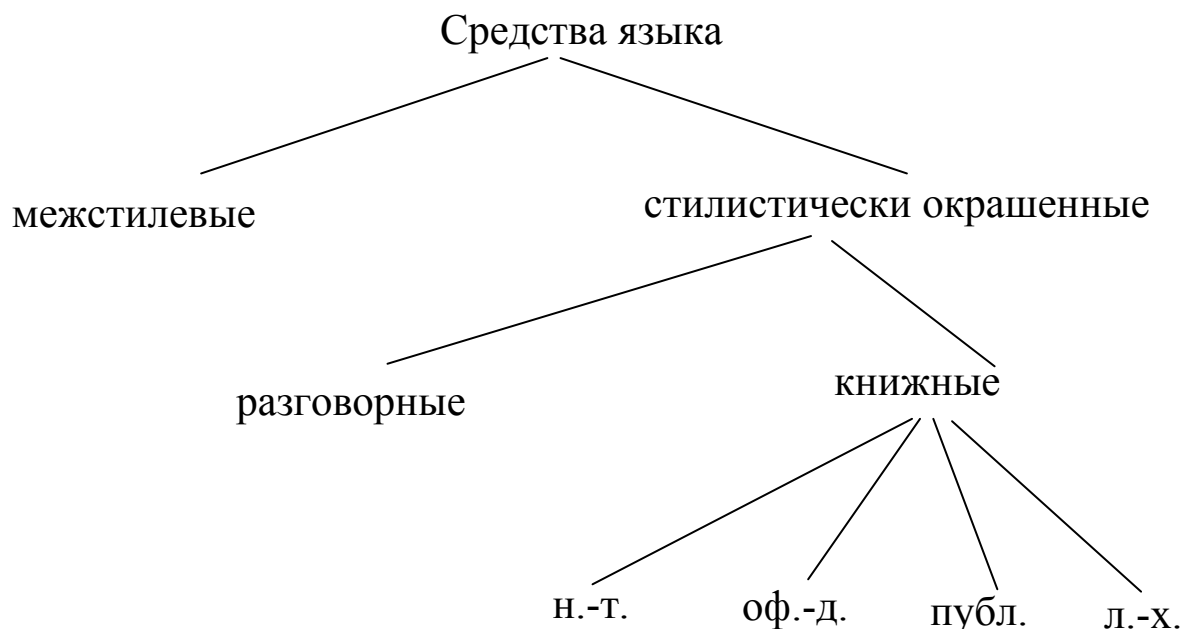 Средства языка
межстилевые
стилистически окрашенные
разговорные
книжные
н.-т.
оф.-д.
публ.
л.-х.